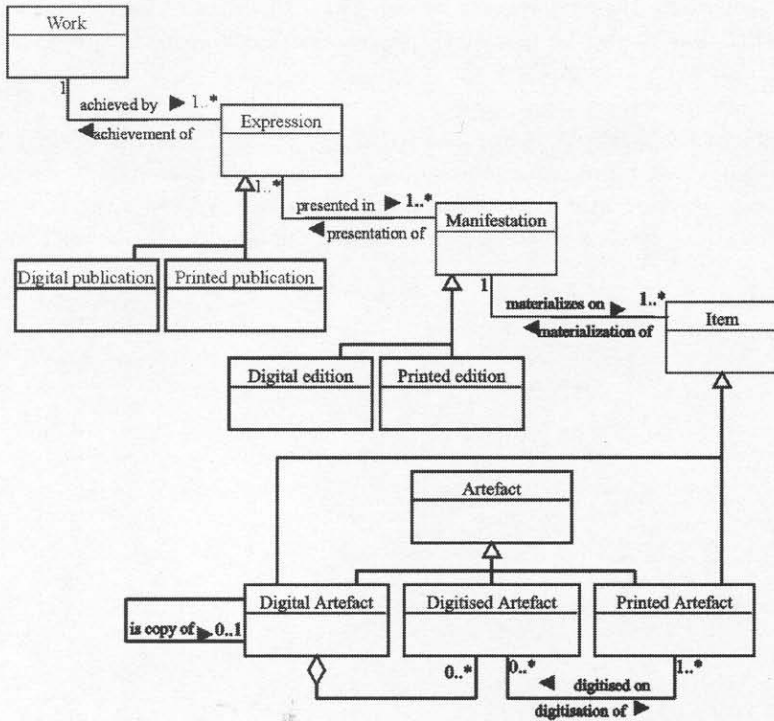 Work
1
achieved by ▶ 1..*
◀ achievement of
Expression
1..*
presented in ▶ 1..*
◀ presentation of
Manifestation
Digital publication
Printed publication
1
materializes on ▶ 1..*
◀ materialization of
Item
Digital edition
Printed edition
Artefact
Digital Artefact
Digitised Artefact
Printed Artefact
is copy of ▶ 0..1
0..*
0..*
1..*
◀ digitised on
digitisation of ▶